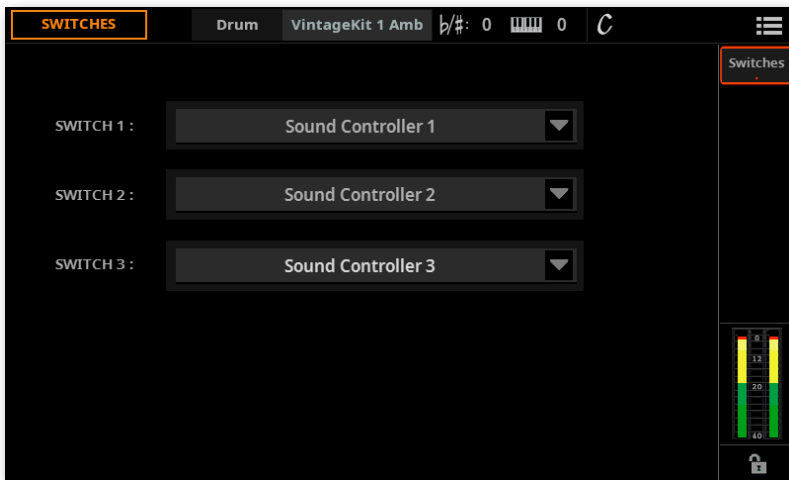 SWITCHES Drum VintageKit 1 Amb b/#: 0 0 C
Switches
SWITCH 1 : Sound Controller 1
SWITCH 2 : Sound Controller 2
SWITCH 3 : Sound Controller 3
0
12
20
40